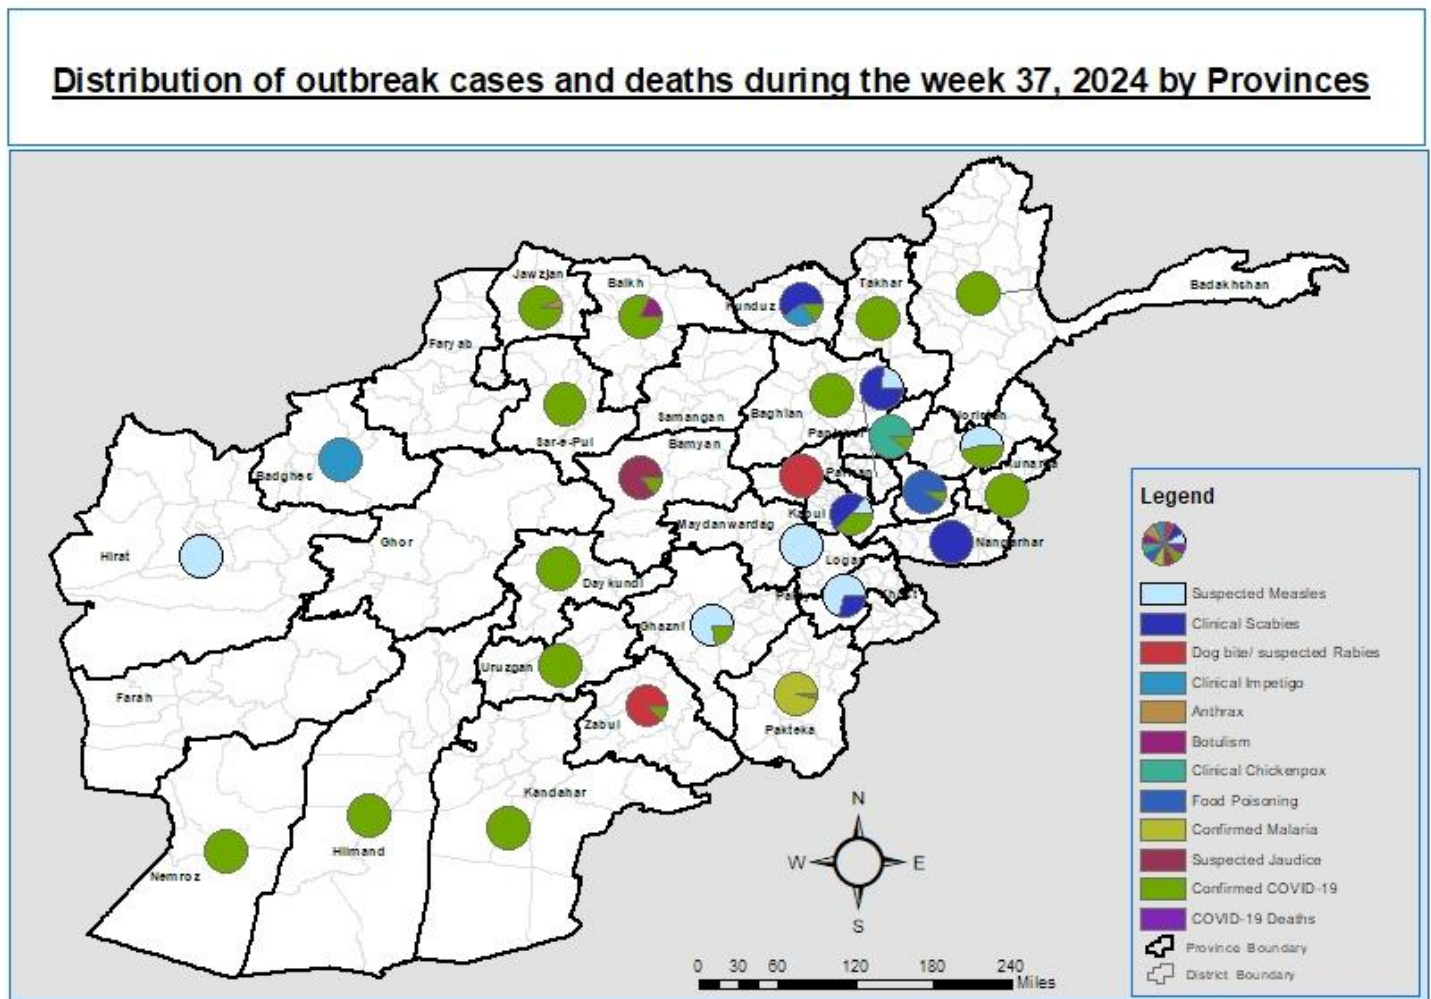 Distribution of outbreak cases and deaths during the week 37, 2024 by Provinces
Jawzjan
Balkh
Kunduz
Takhar
Badakhshan
Faryab
Sar-e-Pul
Samangan
Baghlan
Badghes
Bamyan
Hirat
Ghor
Maydanwardag
Kabul
Nangarhar
Logar
Daykundi
Ghazni
Uruzgan
Farah
Zabul
Pakteka
Kandahar
Hilmand
Nemroz
N
W
E
S
0 30 60 120 180 240
Miles
Legend
Suspected Measles
Clinical Scabies
Dog bite/ suspected Rabies
Clinical Impetigo
Anthrax
Botulism
Clinical Chickenpox
Food Poisoning
Confirmed Malaria
Suspected Jaudice
Confirmed COVID-19
COVID-19 Deaths
Province Boundary
District Boundary